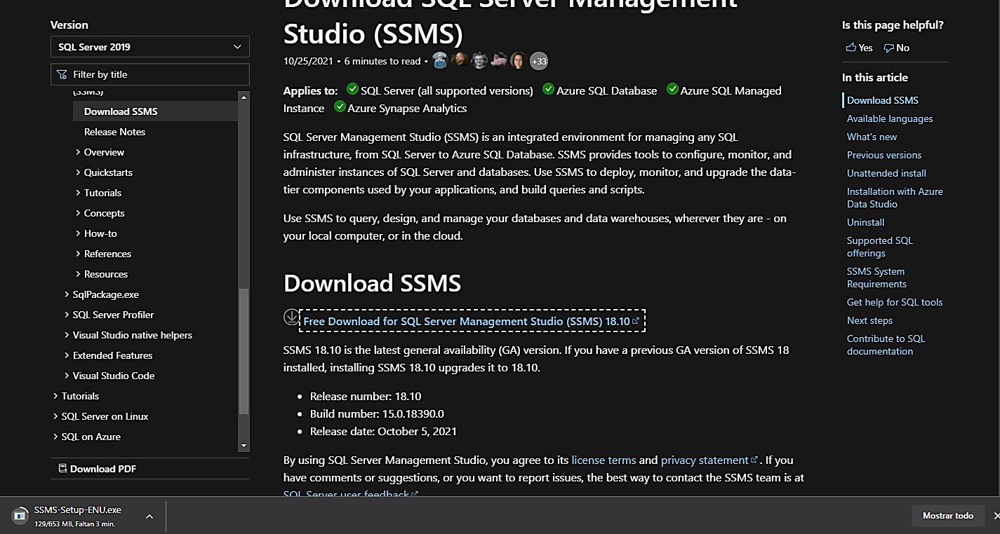 Version
SQL Server 2019
Filter by title
(SSMS)
Download SSMS
Release Notes
Overview
Quickstarts
Tutorials
Concepts
How-to
References
Resources
SqlPackage.exe
SQL Server Profiler
Visual Studio native helpers
Extended Features
Visual Studio Code
Tutorials
SQL Server on Linux
SQL on Azure
Download PDF
Download SQL Server Management
Studio (SSMS)
10/25/2021 • 6 minutes to read • +33
Applies to: SQL Server (all supported versions) Azure SQL Database Azure SQL Managed
Instance Azure Synapse Analytics
SQL Server Management Studio (SSMS) is an integrated environment for managing any SQL
infrastructure, from SQL Server to Azure SQL Database. SSMS provides tools to configure, monitor, and
administer instances of SQL Server and databases. Use SSMS to deploy, monitor, and upgrade the data-
tier components used by your applications, and build queries and scripts.
Use SSMS to query, design, and manage your databases and data warehouses, wherever they are - on
your local computer, or in the cloud.
Download SSMS
Free Download for SQL Server Management Studio (SSMS) 18.10
SSMS 18.10 is the latest general availability (GA) version. If you have a previous GA version of SSMS 18
installed, installing SSMS 18.10 upgrades it to 18.10.
• Release number: 18.10
• Build number: 15.0.18390.0
• Release date: October 5, 2021
By using SQL Server Management Studio, you agree to its license terms and privacy statement. If you
have comments or suggestions, or you want to report issues, the best way to contact the SSMS team is at
SQL Server user feedback
Is this page helpful?
Yes No
In this article
Download SSMS
Available languages
What's new
Previous versions
Unattended install
Installation with Azure
Data Studio
Uninstall
Supported SQL
offerings
SSMS System
Requirements
Get help for SQL tools
Next steps
Contribute to SQL
documentation
SSMS-Setup-ENU.exe
129/653 MB, Faltan 3 min.
Mostrar todo